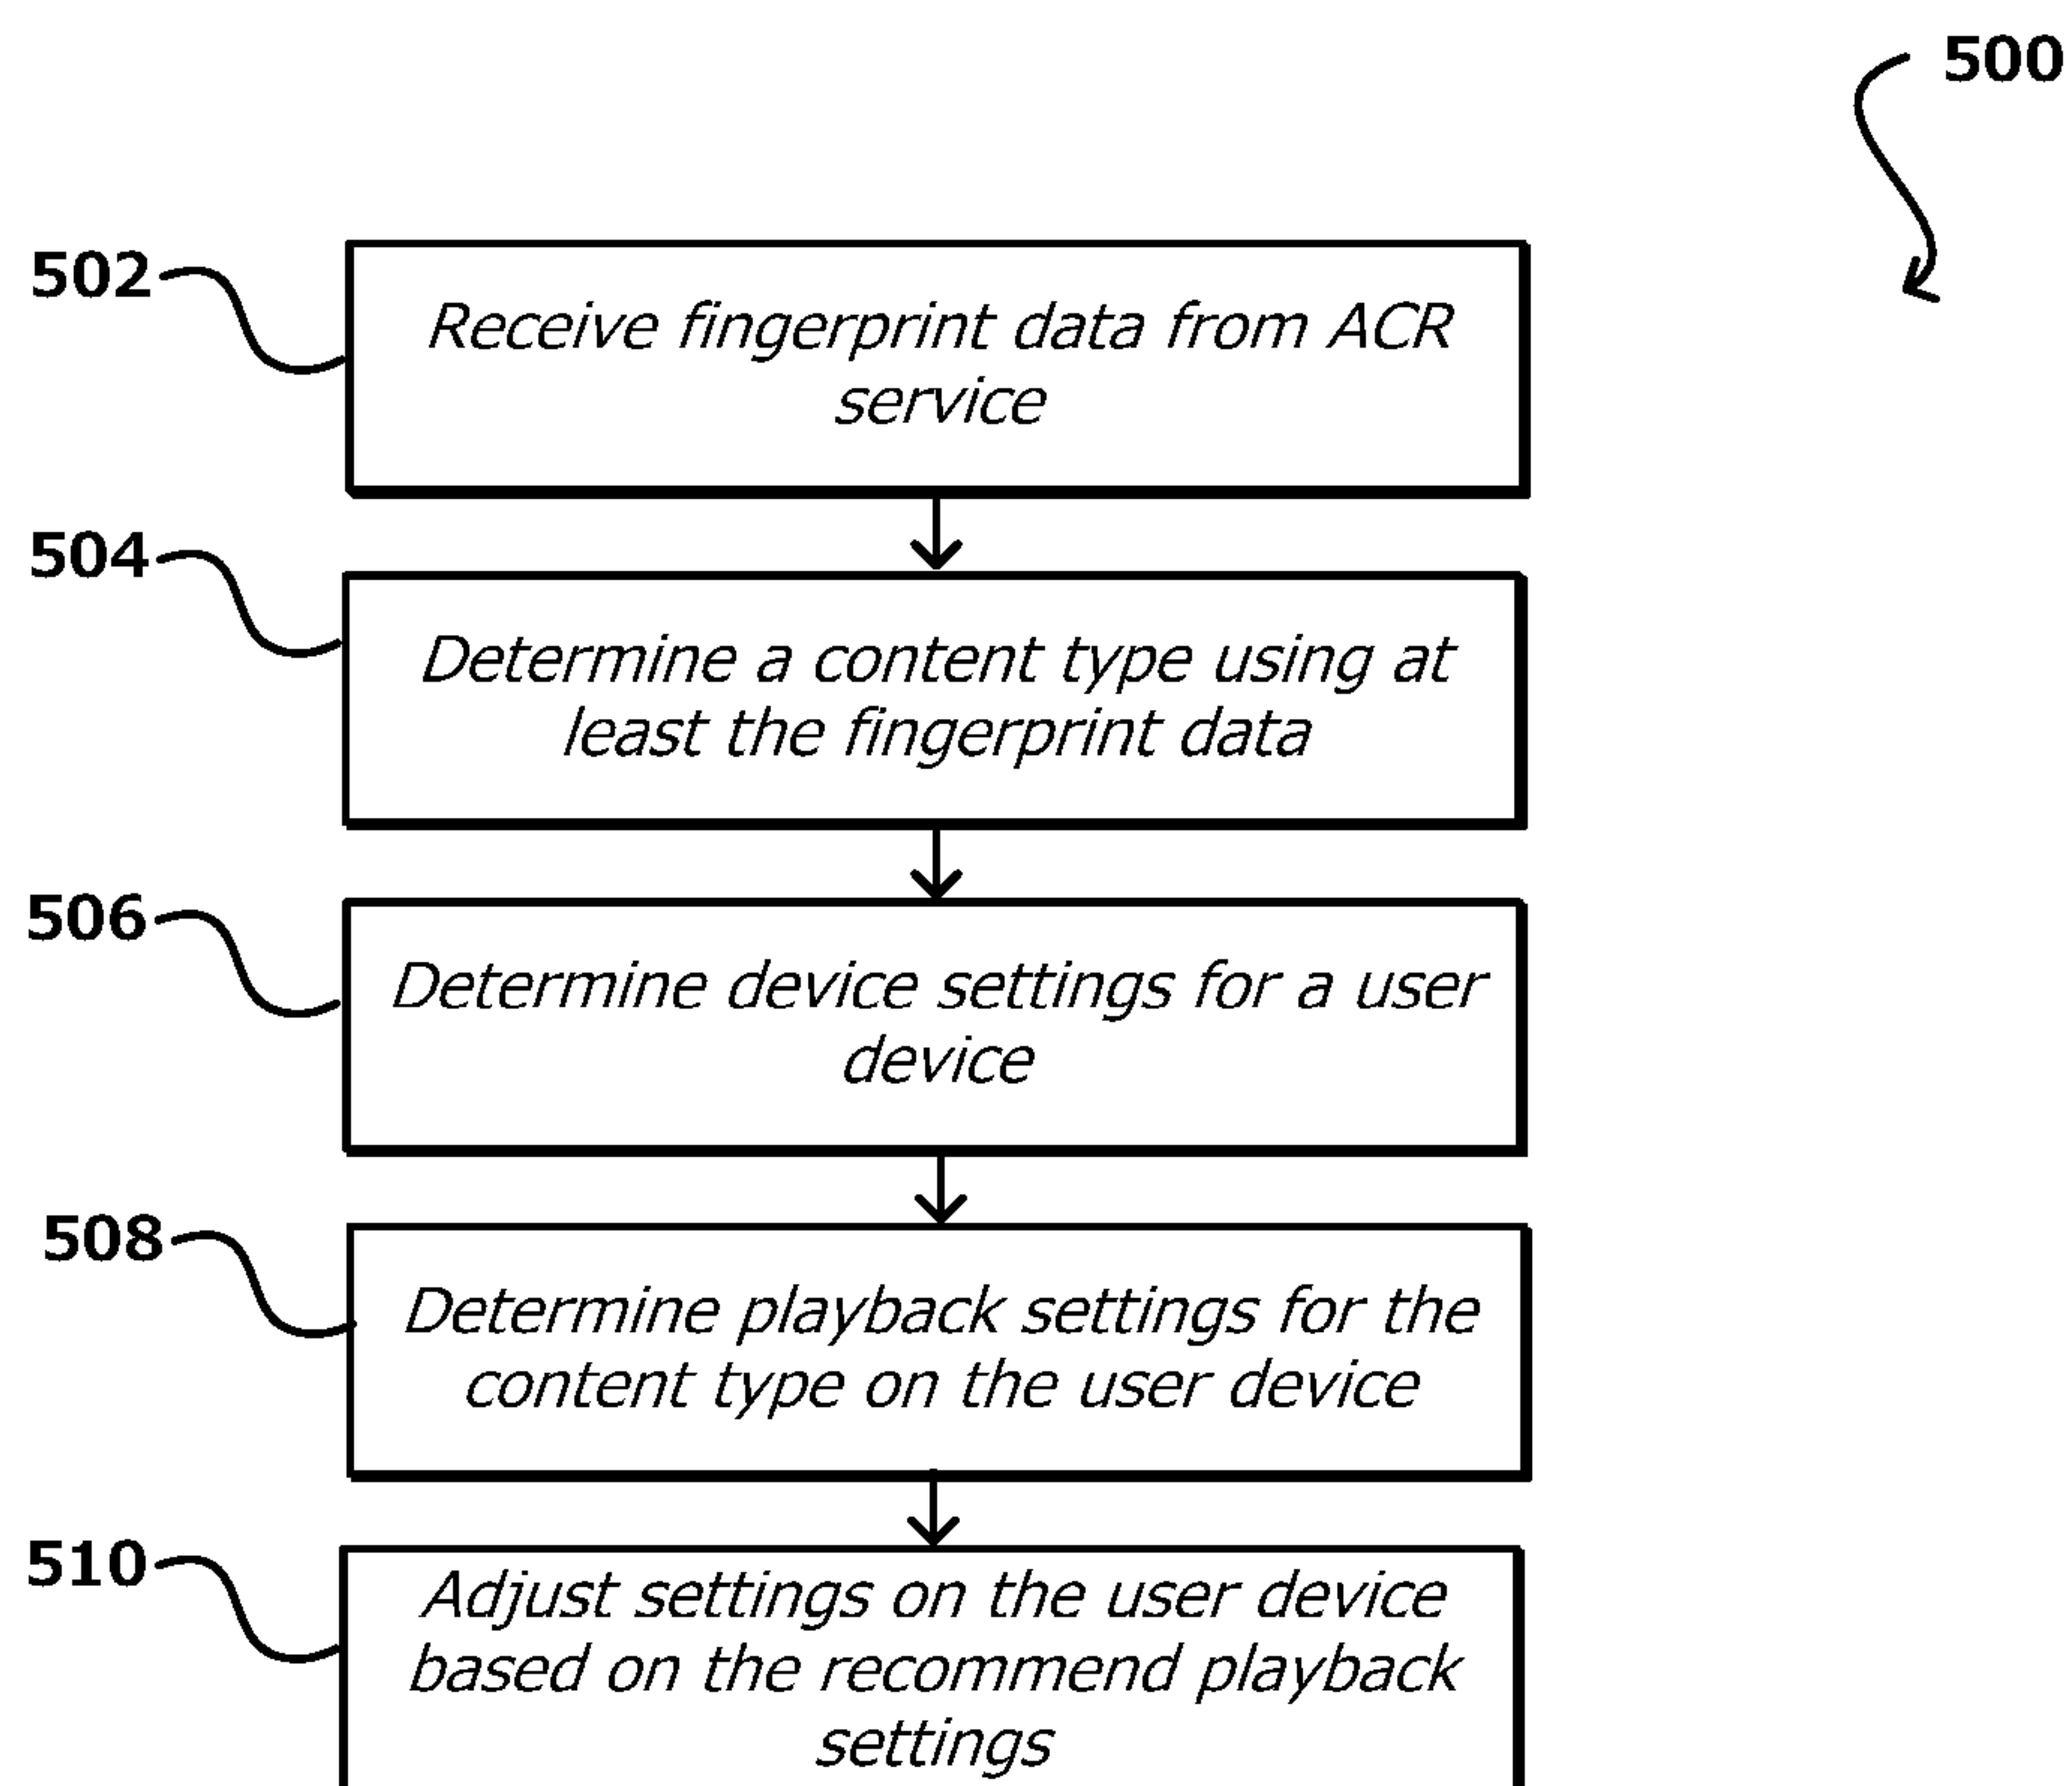 500
502
Receive fingerprint data from ACR
service
504
Determine a content type using at
least the fingerprint data
506
Determine device settings for a user
device
508
Determine playback settings for the
content type on the user device
510
Adjust settings on the user device
based on the recommend playback
settings